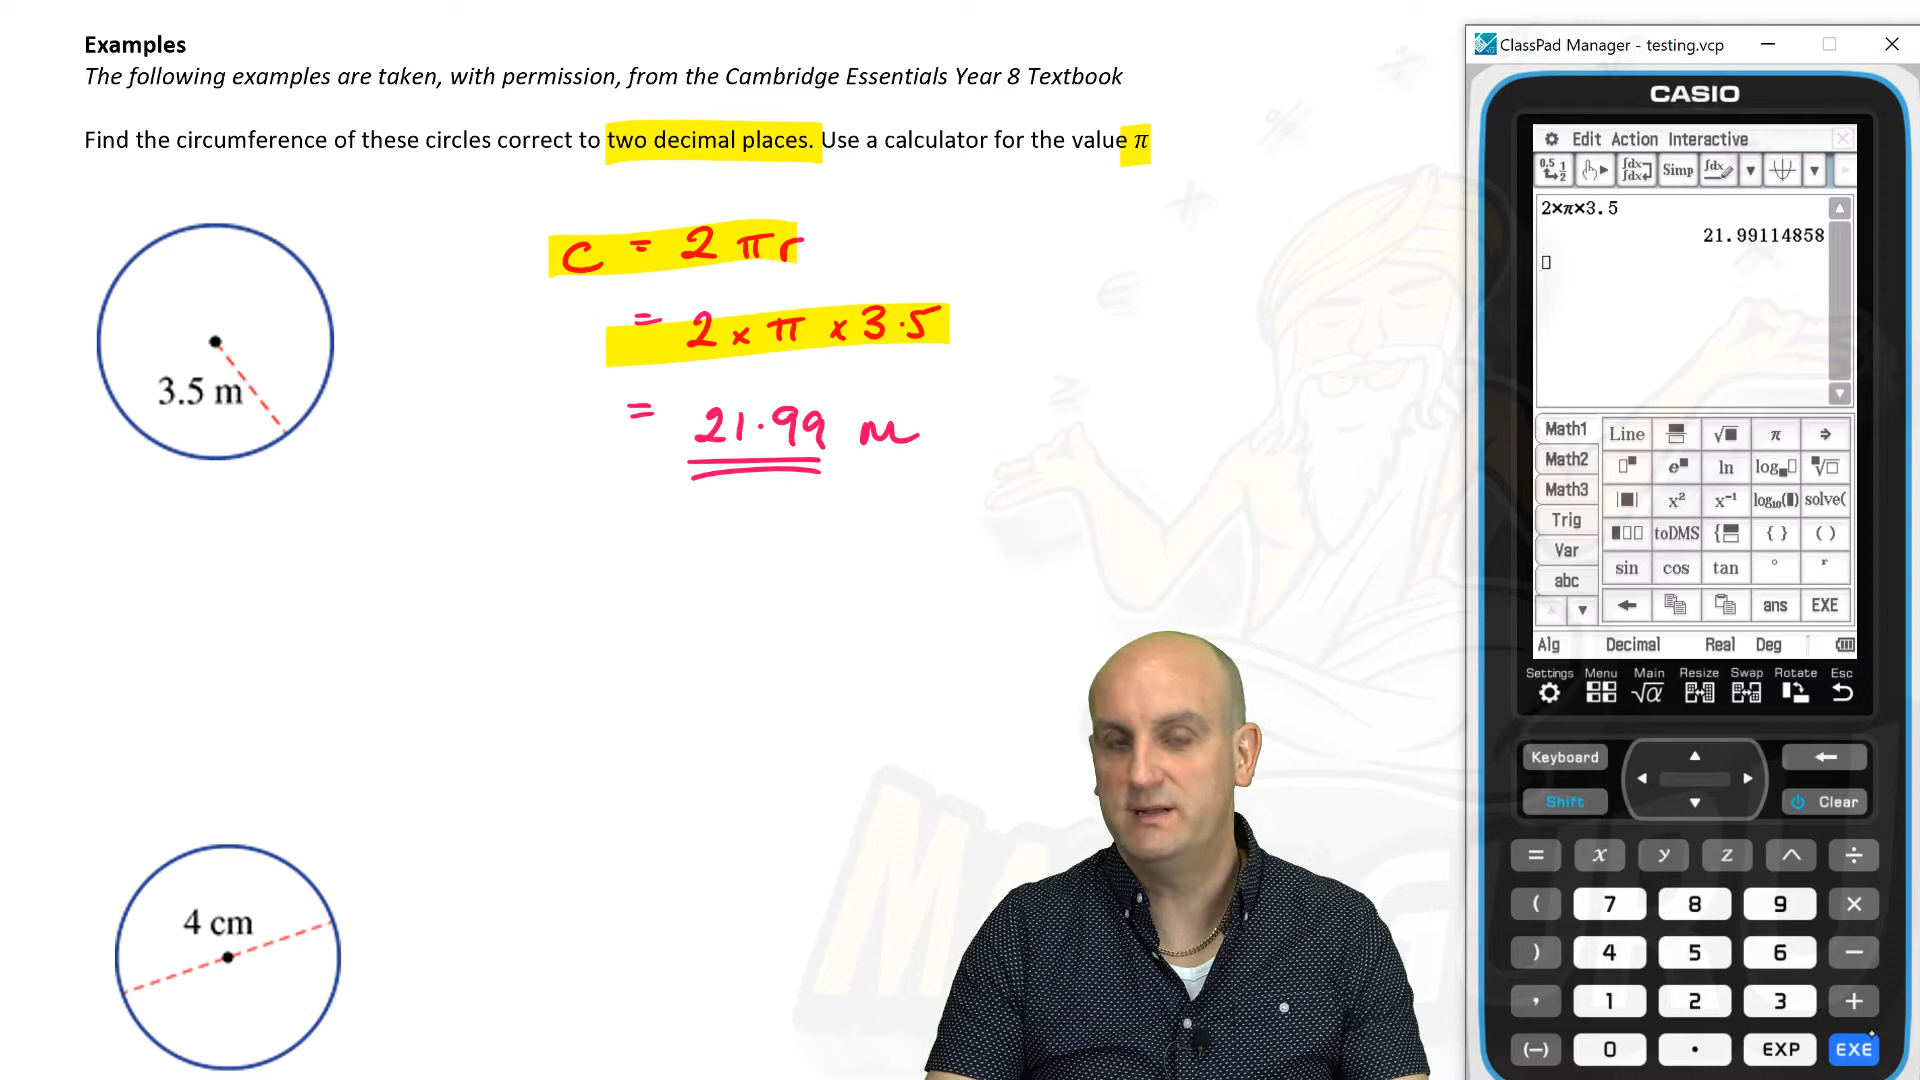 Examples
The following examples are taken, with permission, from the Cambridge Essentials Year 8 Textbook
Find the circumference of these circles correct to two decimal places. Use a calculator for the value π
3.5 m
C = 2πr
= 2 × π × 3.5
= 21.99 m
4 cm
ClassPad Manager - testing.vcp
CASIO
Edit Action Interactive
Simp
2×π×3.5
21.99114858
Math1 Line √ π ⇒
Math2 e ln log √
Math3 |■| x² x⁻¹ log₁₀(■) solve(
Trig toDMS { } ( )
Var sin cos tan ° r
abc ans EXE
Alg Decimal Real Deg
Settings Menu Main Resize Swap Rotate Esc
Keyboard
Shift Clear
= x y z ^ ÷
( 7 8 9 ×
) 4 5 6 −
, 1 2 3 +
(−) 0 . EXP EXE